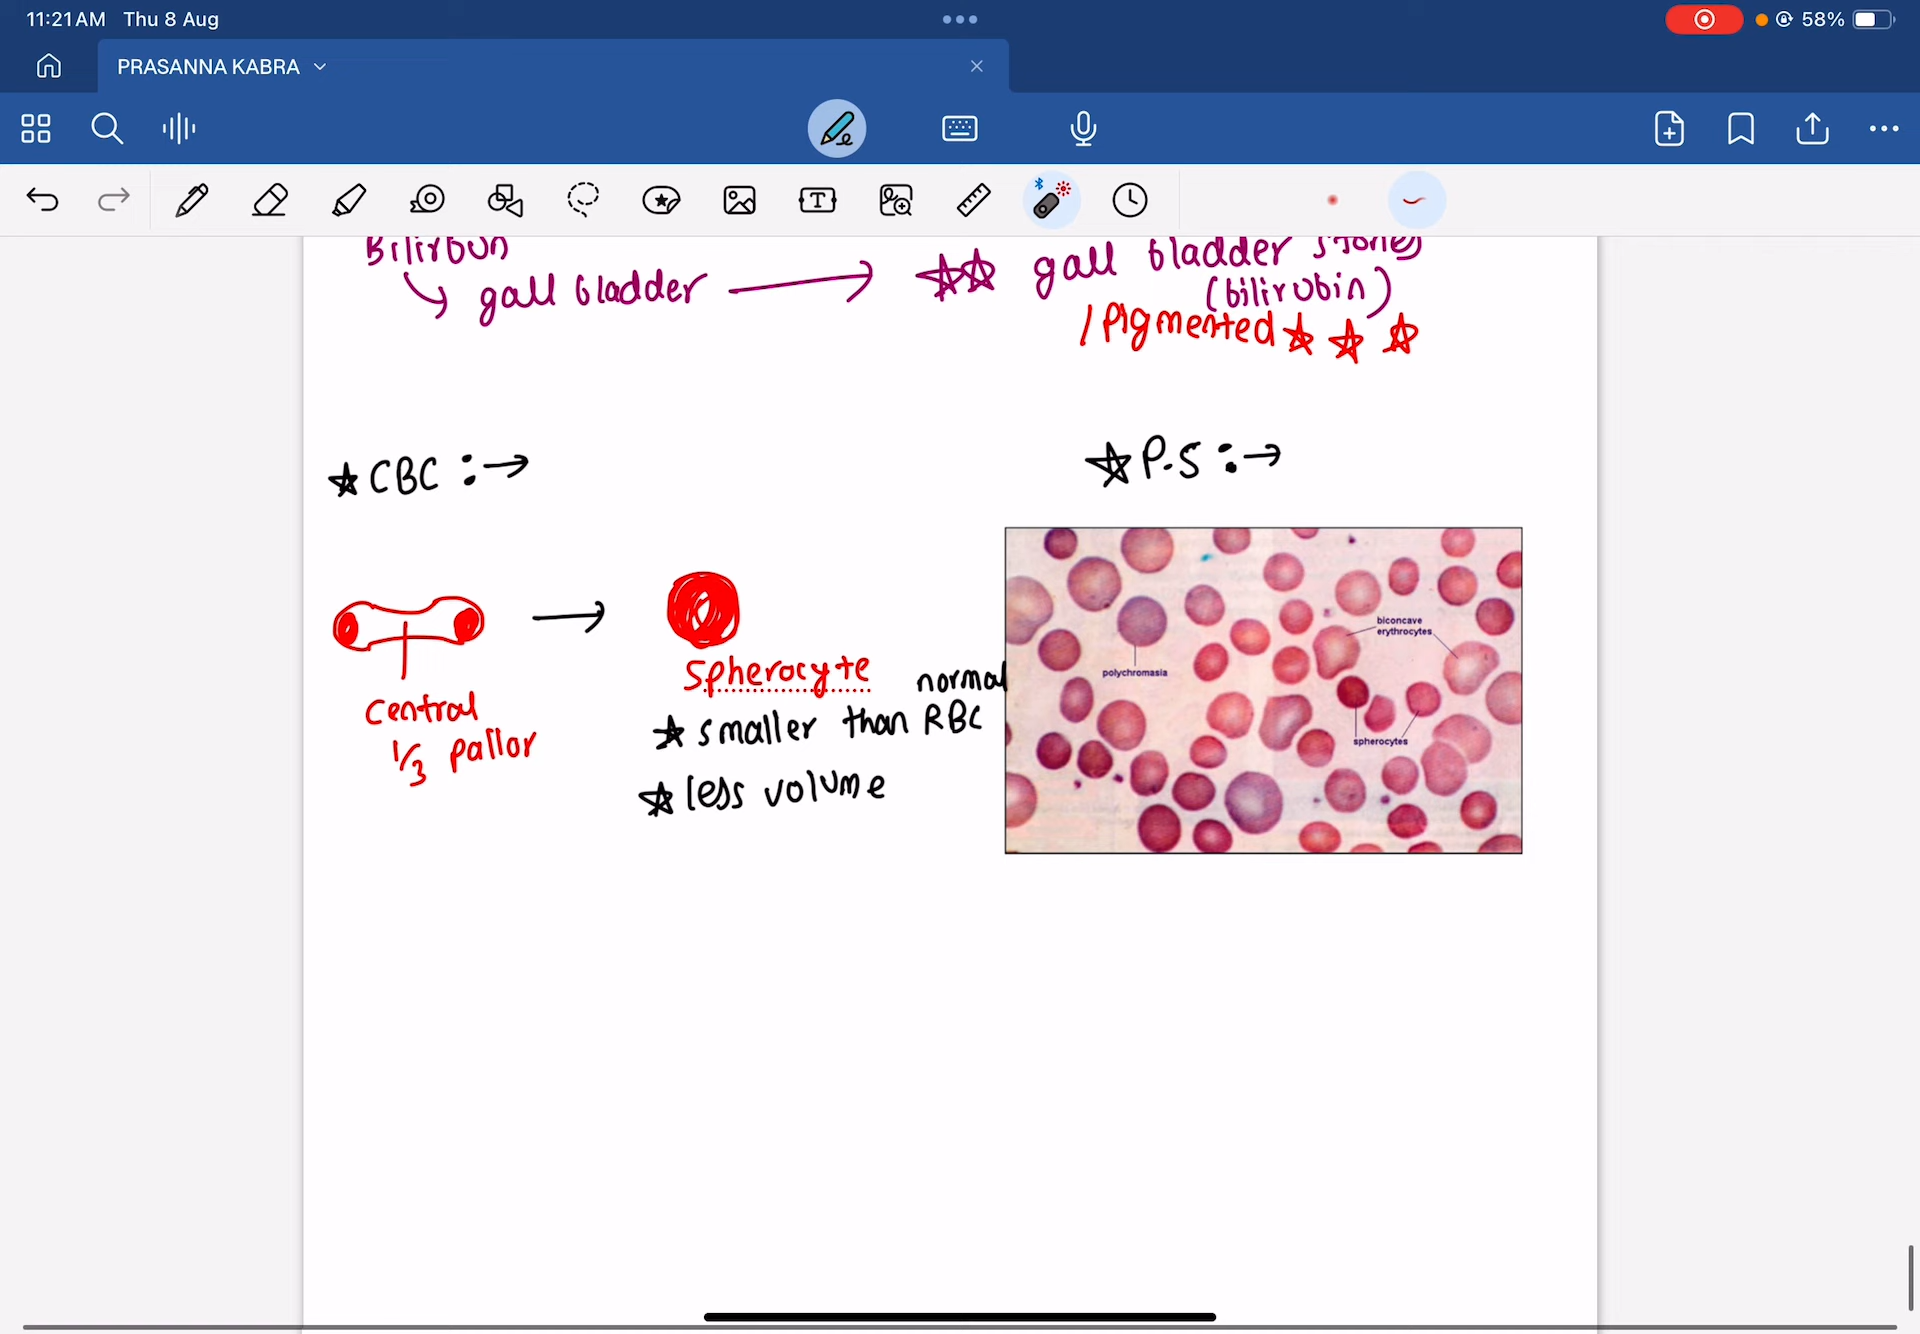 11:21 AM Thu 8 Aug
58%
PRASANNA KABRA
T
Bilirbun
gall bladder
gall bladder stones
(bilirubin)
/ Pigmented
CBC :→
P.S :→
Central
1/3 pallor
Spherocyte
normal
smaller than RBC
less volume
biconcave
erythrocytes
polychromasia
spherocytes